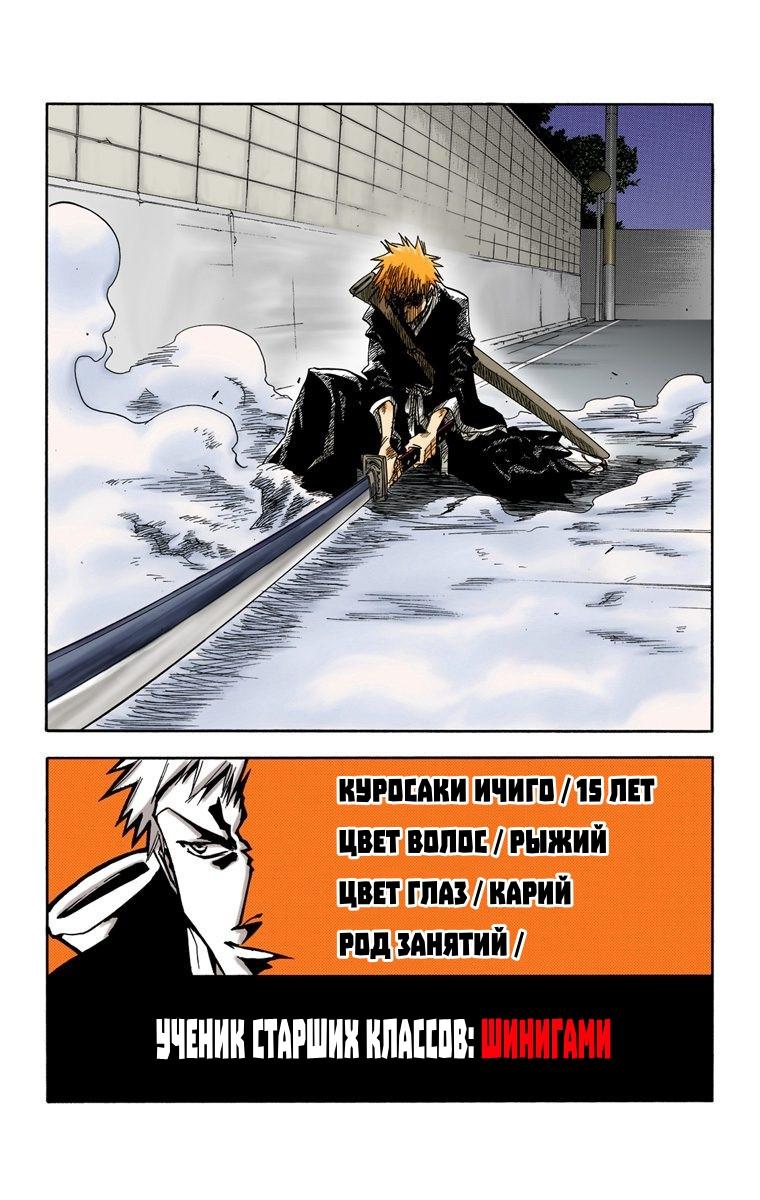 КУРОСАКИ ИЧИГО / 15 ЛЕТ
ЦВЕТ ВОЛОС / РЫЖИЙ
ЦВЕТ ГЛАЗ / КАРИЙ
РОД ЗАНЯТИЙ /
УЧЕНИК СТАРШИХ КЛАССОВ: ШИНИГАМИ